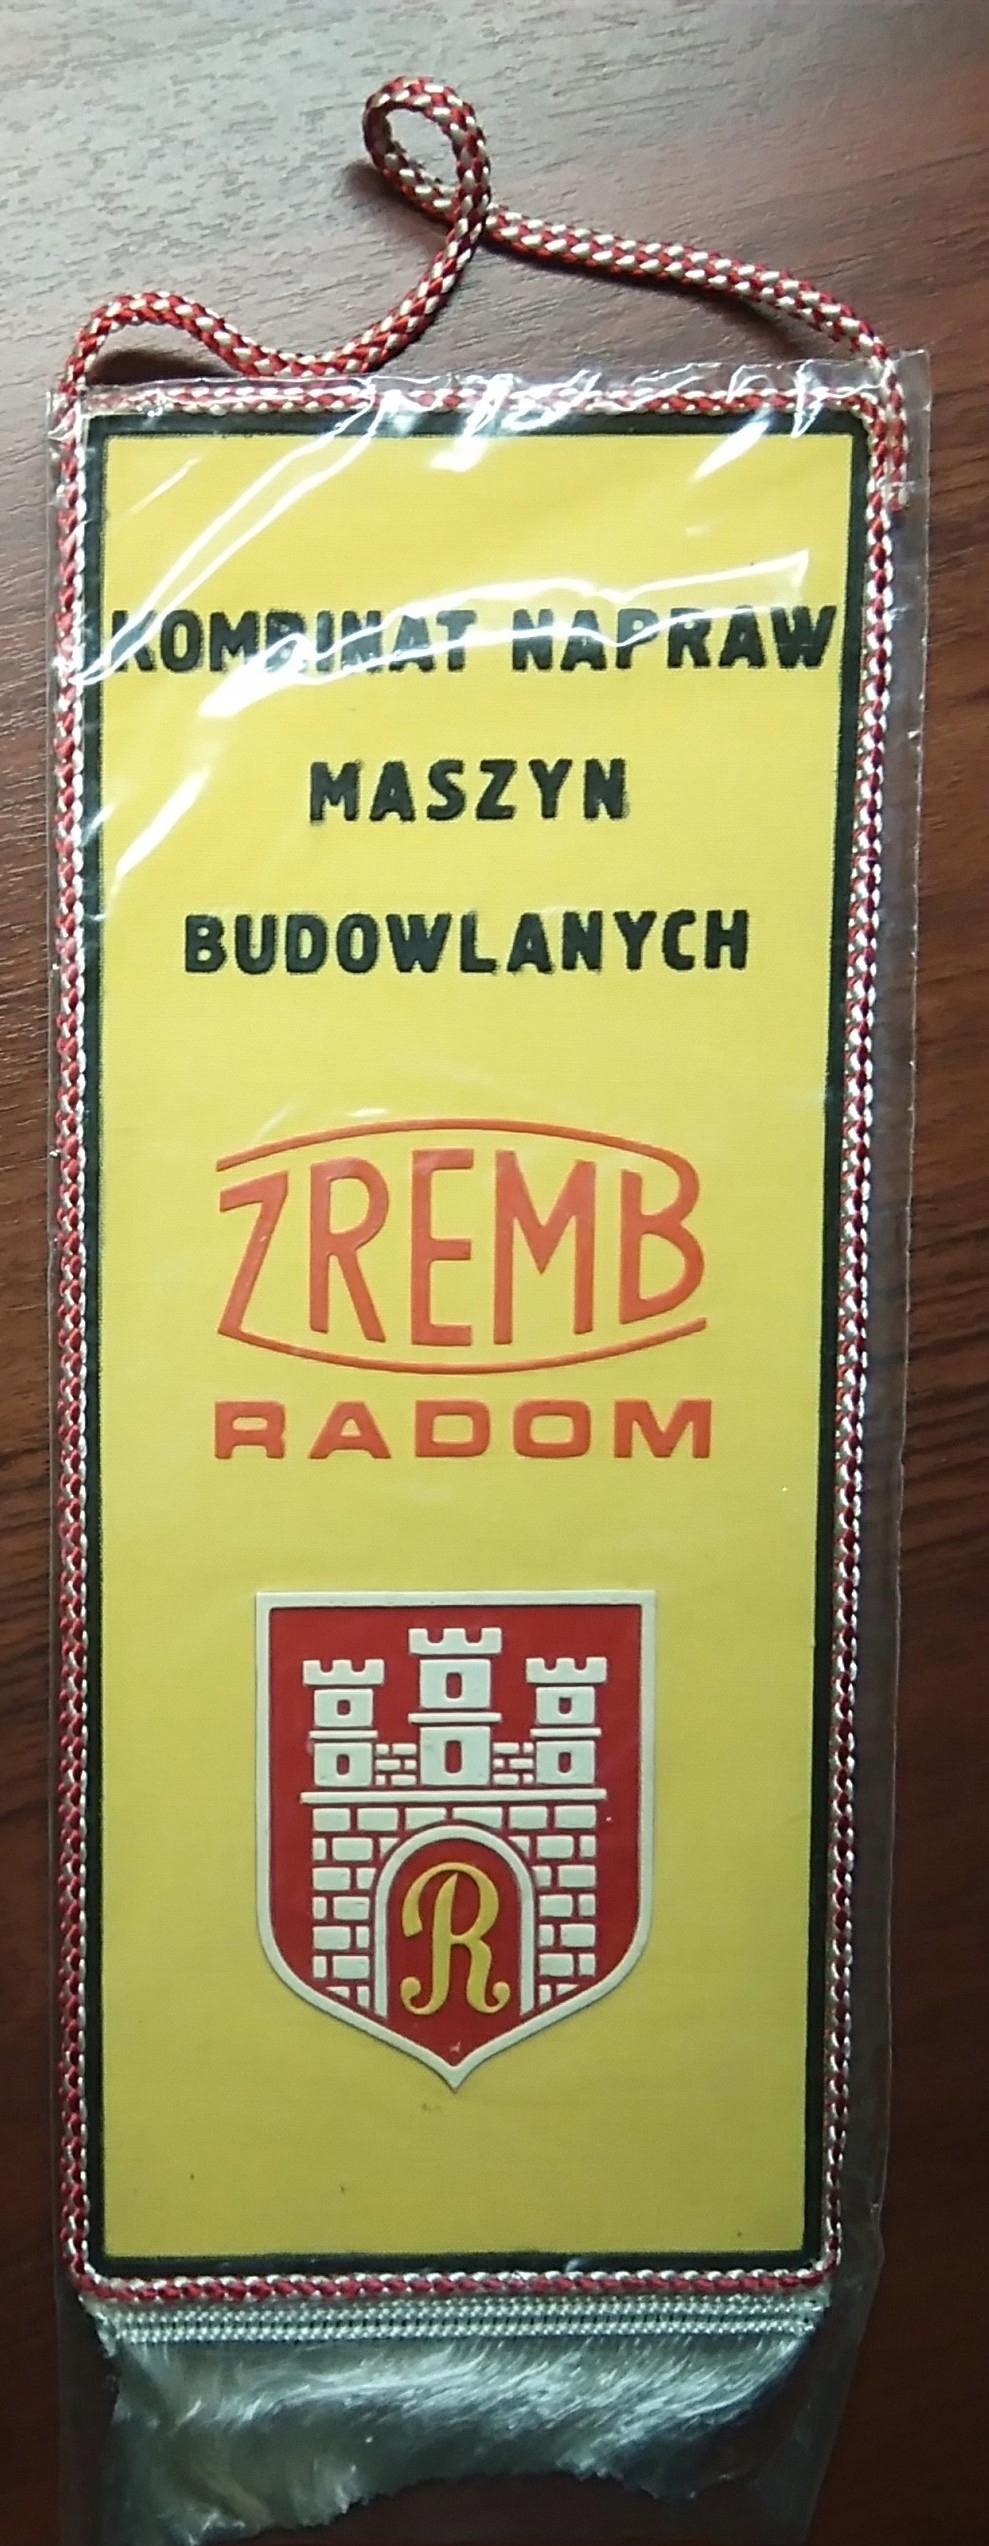 KOMBINAT NAPRAW
MASZYN
BUDOWLANYCH
ZREMB
RADOM
R